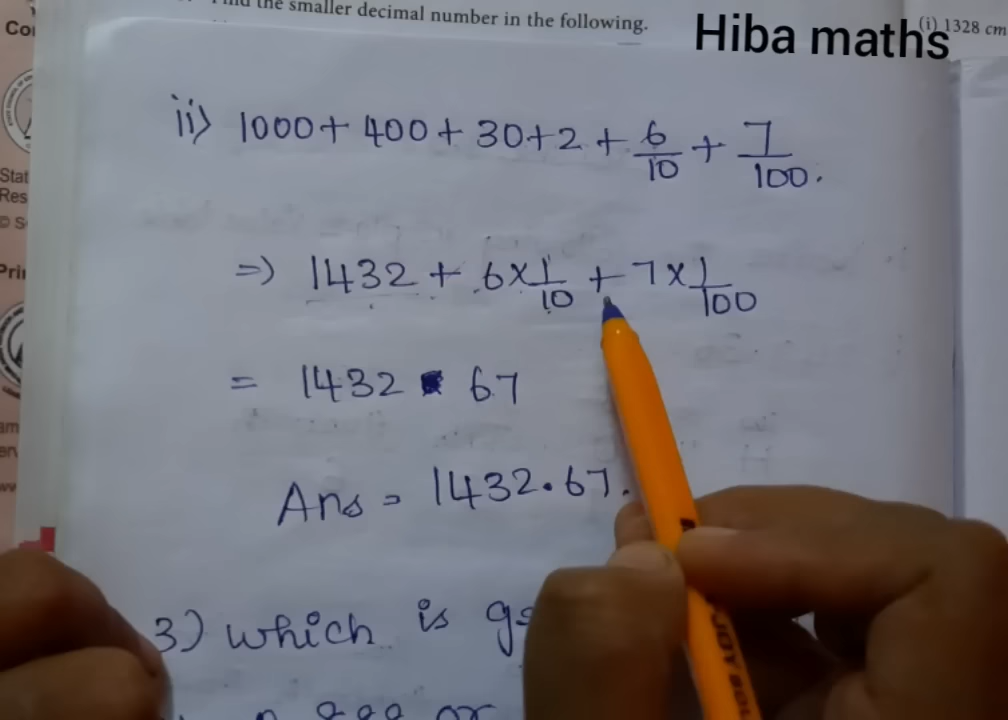 the smaller decimal number in the following.
(i) 1328 cm
Hiba maths
ii) 1000 + 400 + 30 + 2 + 6/10 + 7/100.
=) 1432 + 6 × 1/10 + 7 × 1/100
= 1432 . 67
Ans = 1432.67.
3) which is